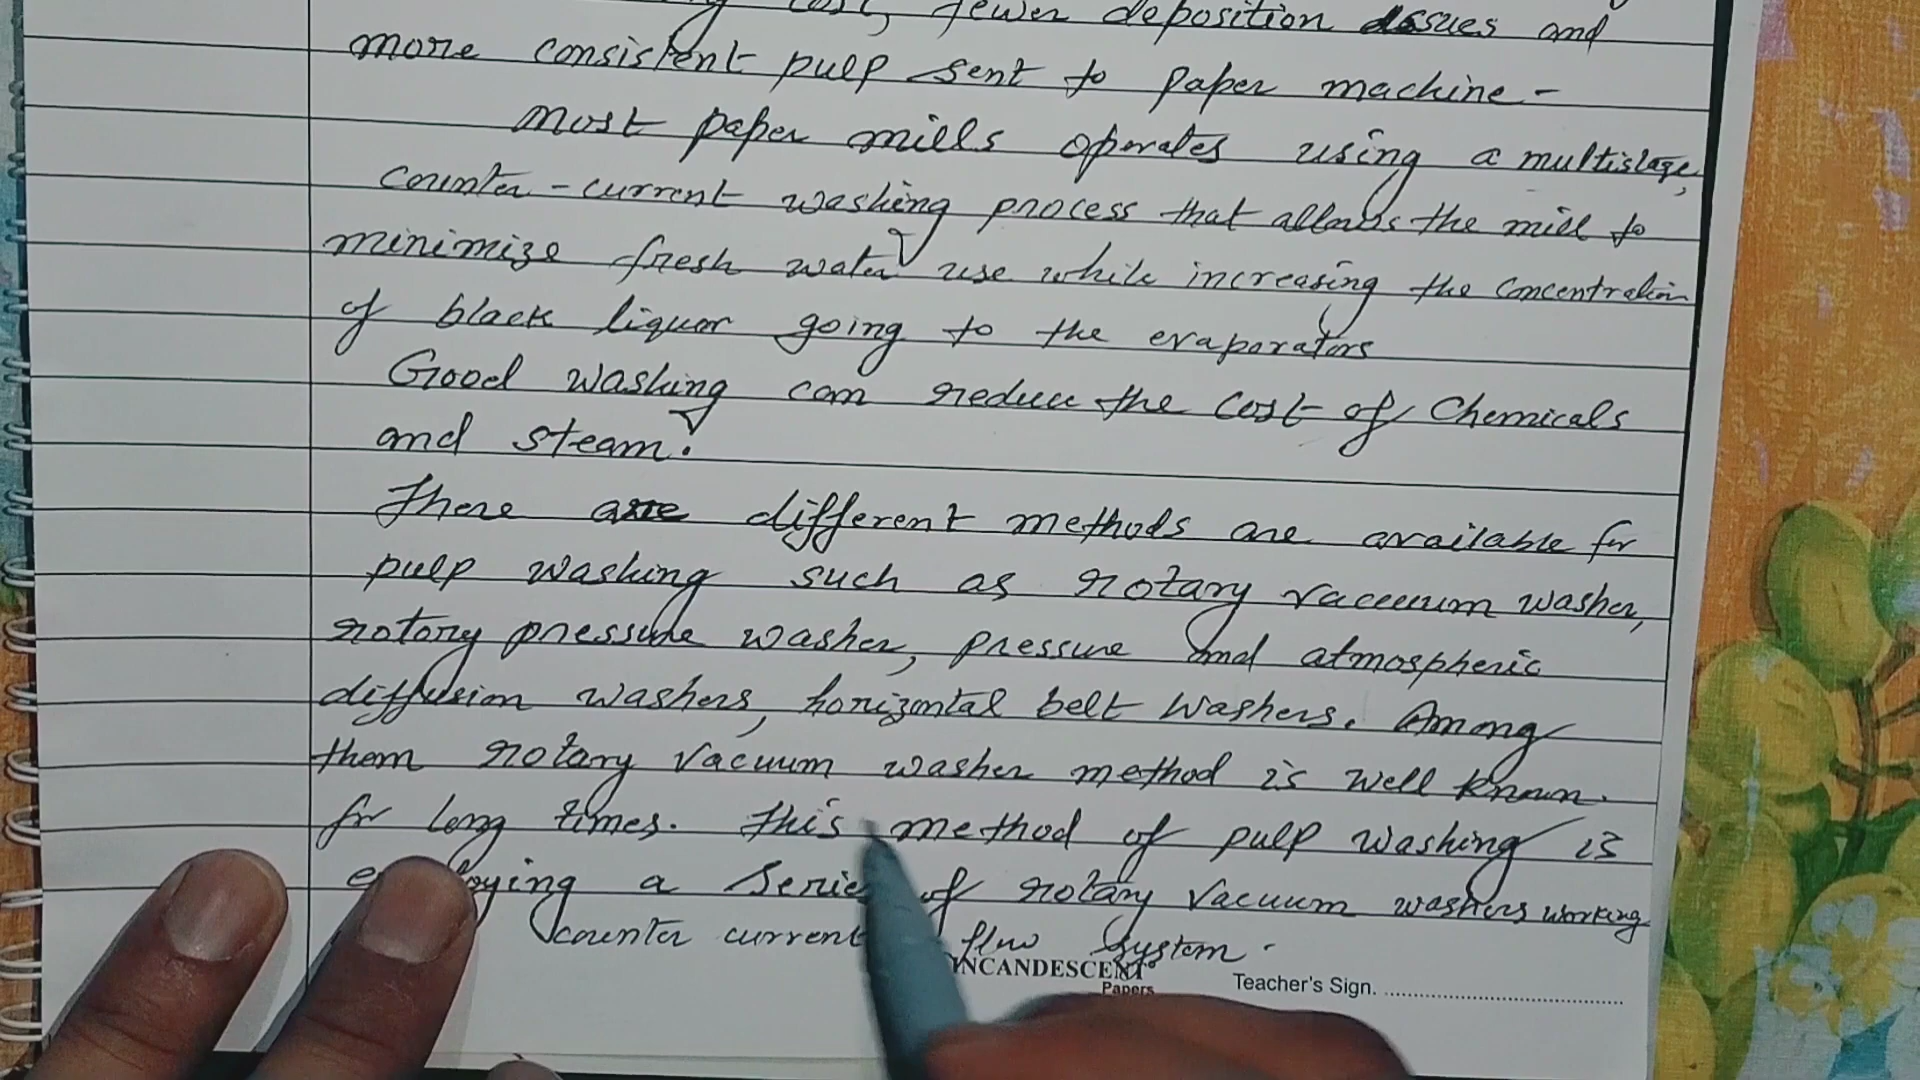 fewer deposition issues and
more consistent pulp sent to paper machine-
Most paper mills operates using a multistage,
counter-current washing process that allows the mill to
minimize fresh water use while increasing the concentration
of black liquor going to the evaporators
Good washing can reduce the cost of Chemicals
and steam.
There are different methods are available for
pulp washing such as rotary vacuum washer,
rotary pressure washer, pressure and atmospheric
diffusion washers, horizontal belt washers. Among
them rotary vacuum washer method is well known
for long times. This method of pulp washing is
a series of rotary vacuum washers working
counter current flow system.
INCANDESCENT
Papers
Teacher's Sign. ........................................